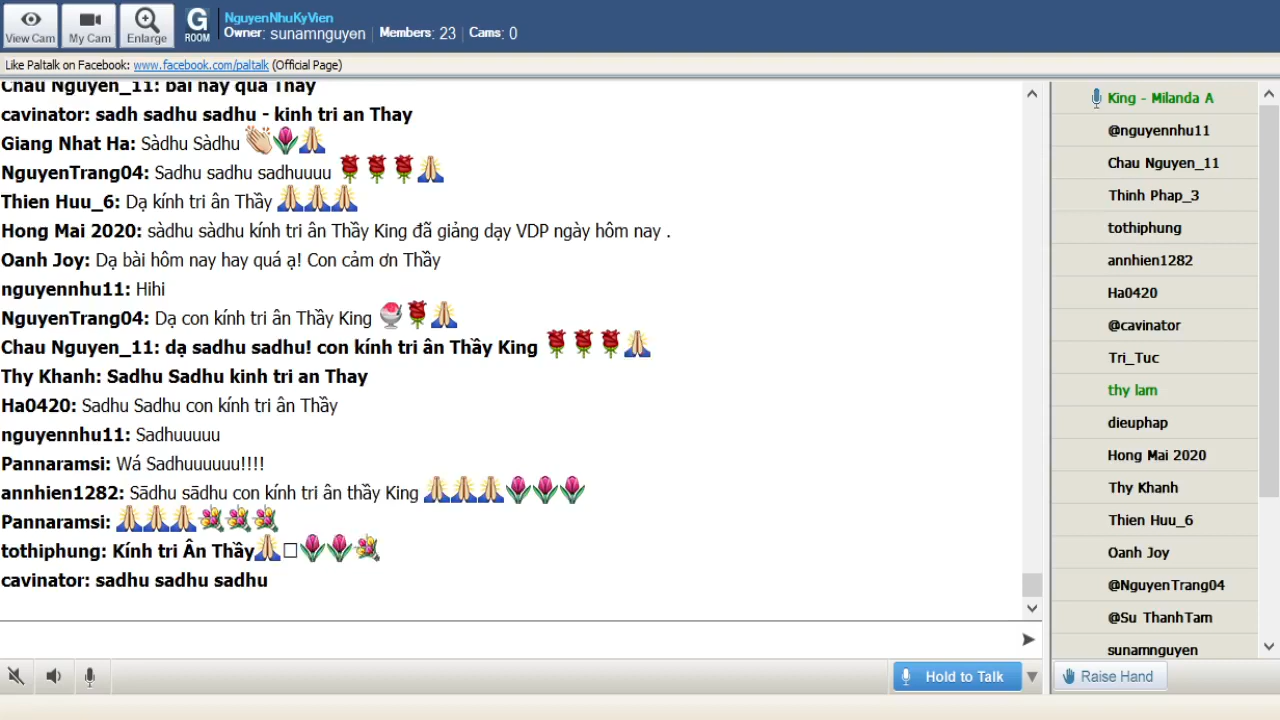 View Cam
My Cam
Enlarge
G
ROOM
NguyenNhuKyVien
Owner: sunamnguyen | Members: 23 | Cams: 0
Like Paltalk on Facebook: www.facebook.com/paltalk (Official Page)
Chau Nguyen_11: bài này quá Thầy
cavinator: sadh sadhu sadhu - kinh tri an Thay
Giang Nhat Ha: Sàdhu Sàdhu 👏🌷🙏
NguyenTrang04: Sadhu sadhu sadhuuuu 🌹🌹🌹🙏
Thien Huu_6: Dạ kính tri ân Thầy 🙏🙏🙏
Hong Mai 2020: sàdhu sàdhu kính tri ân Thầy King đã giảng dạy VDP ngày hôm nay .
Oanh Joy: Dạ bài hôm nay hay quá ạ! Con cảm ơn Thầy
nguyennhu11: Hihi
NguyenTrang04: Dạ con kính tri ân Thầy King 🍧🌹🙏
Chau Nguyen_11: dạ sadhu sadhu! con kính tri ân Thầy King 🌹🌹🌹🙏
Thy Khanh: Sadhu Sadhu kinh tri an Thay
Ha0420: Sadhu Sadhu con kính tri ân Thầy
nguyennhu11: Sadhuuuuu
Pannaramsi: Wá Sadhuuuuuu!!!!
annhien1282: Sādhu sādhu con kính tri ân thầy King 🙏🙏🙏🌷🌷🌷
Pannaramsi: 🙏🙏🙏💐💐💐
tothiphung: Kính tri Ân Thầy🙏□🌷🌷💐
cavinator: sadhu sadhu sadhu
Hold to Talk
King - Milanda A
@nguyennhu11
Chau Nguyen_11
Thinh Phap_3
tothiphung
annhien1282
Ha0420
@cavinator
Tri_Tuc
thy lam
dieuphap
Hong Mai 2020
Thy Khanh
Thien Huu_6
Oanh Joy
@NguyenTrang04
@Su ThanhTam
sunamnguyen
Raise Hand